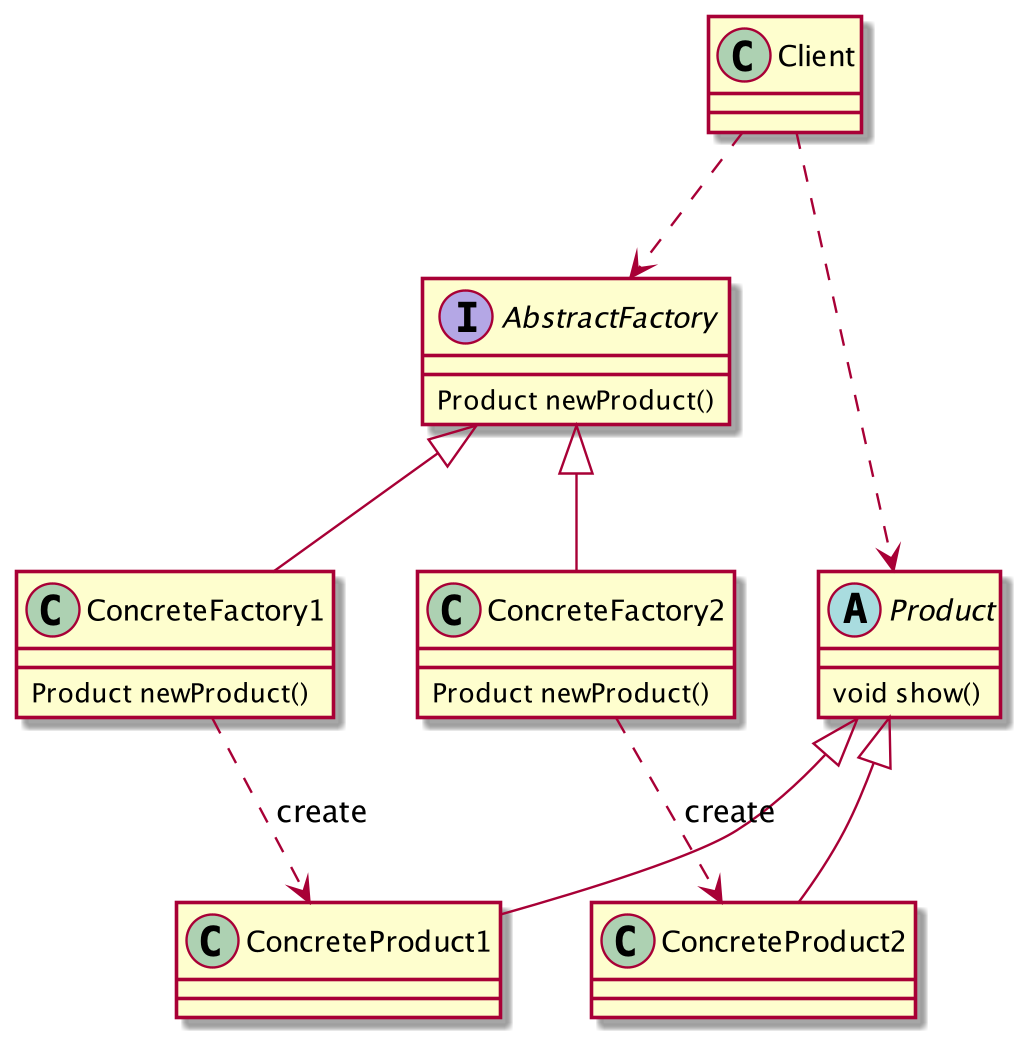 C Client
I AbstractFactory
Product newProduct()
C ConcreteFactory1
Product newProduct()
C ConcreteFactory2
Product newProduct()
A Product
void show()
create
create
C ConcreteProduct1
C ConcreteProduct2